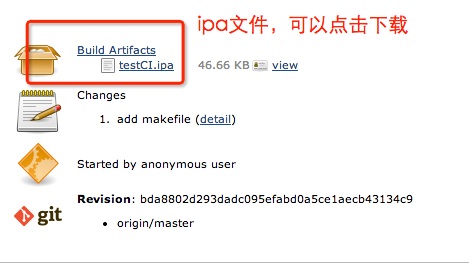 ipa文件，可以点击下载
Build Artifacts
testCI.ipa 46.66 KB view
Changes
1. add makefile (detail)
Started by anonymous user
Revision: bda8802d293dadc095efabd0a5ce1aecb43134c9
git
• origin/master